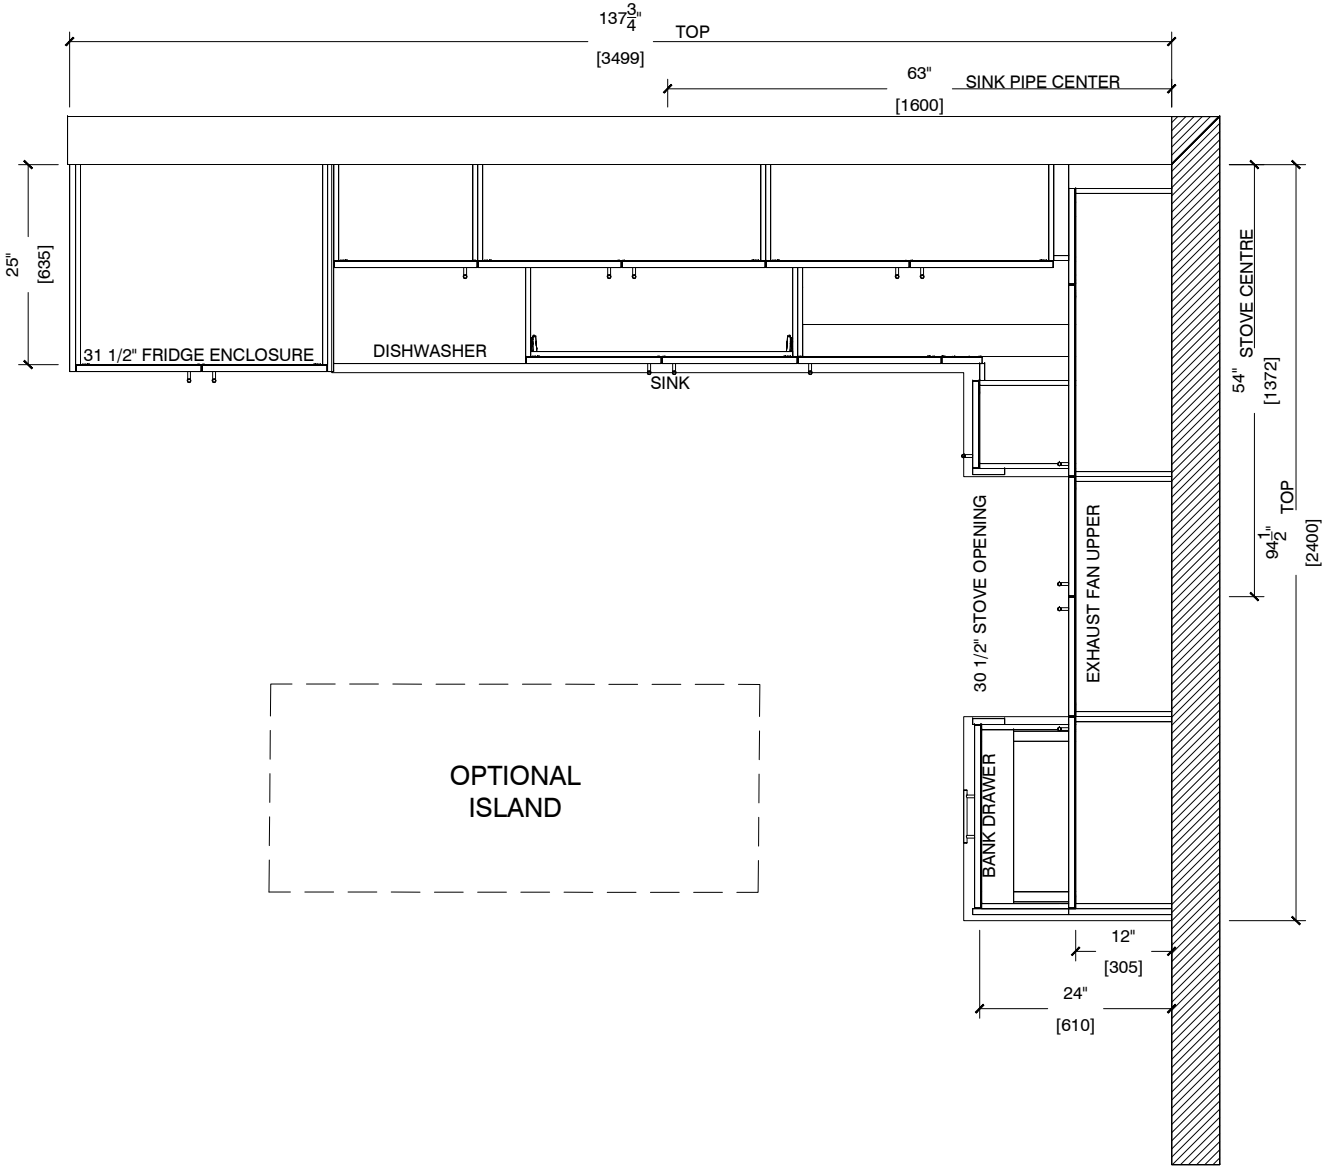 137 3/4"
[3499]
TOP
63"
[1600]
SINK PIPE CENTER
25"
[635]
31 1/2" FRIDGE ENCLOSURE
DISHWASHER
SINK
54"
[1372]
STOVE CENTRE
94 1/2"
[2400]
TOP
30 1/2" STOVE OPENING
EXHAUST FAN UPPER
OPTIONAL
ISLAND
BANK DRAWER
12"
[305]
24"
[610]